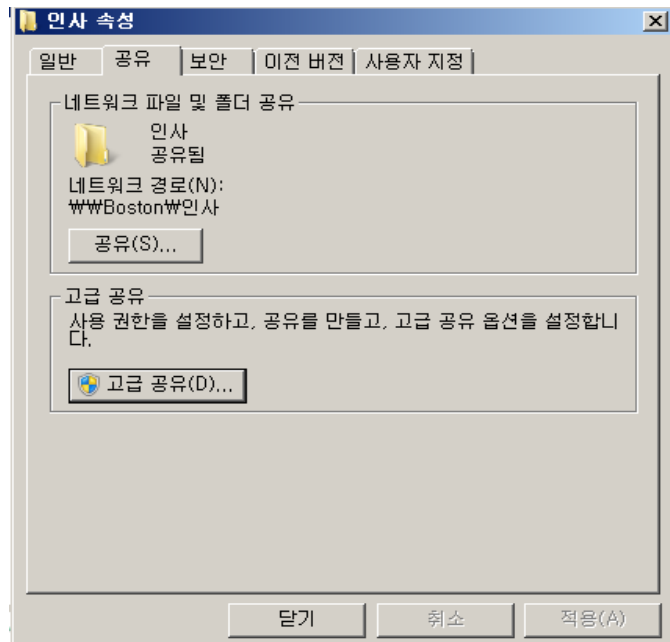 인사 속성
일반 공유 보안 이전 버전 사용자 지정
네트워크 파일 및 폴더 공유
인사
공유됨
네트워크 경로(N):
₩₩Boston₩인사
공유(S)...
고급 공유
사용 권한을 설정하고, 공유를 만들고, 고급 공유 옵션을 설정합니
다.
고급 공유(D)...
닫기 취소 적용(A)